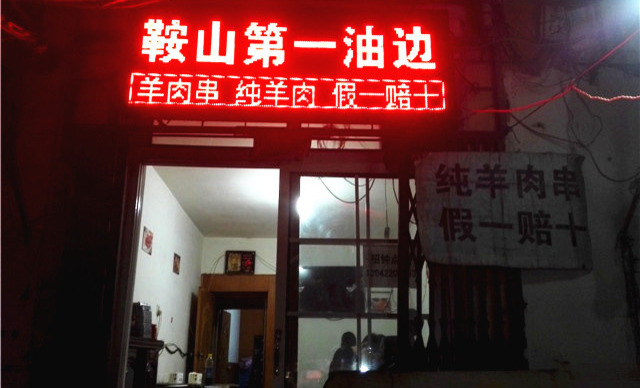 鞍山第一油边
羊肉串 纯羊肉 假一赔十
纯羊肉串
假一赔十